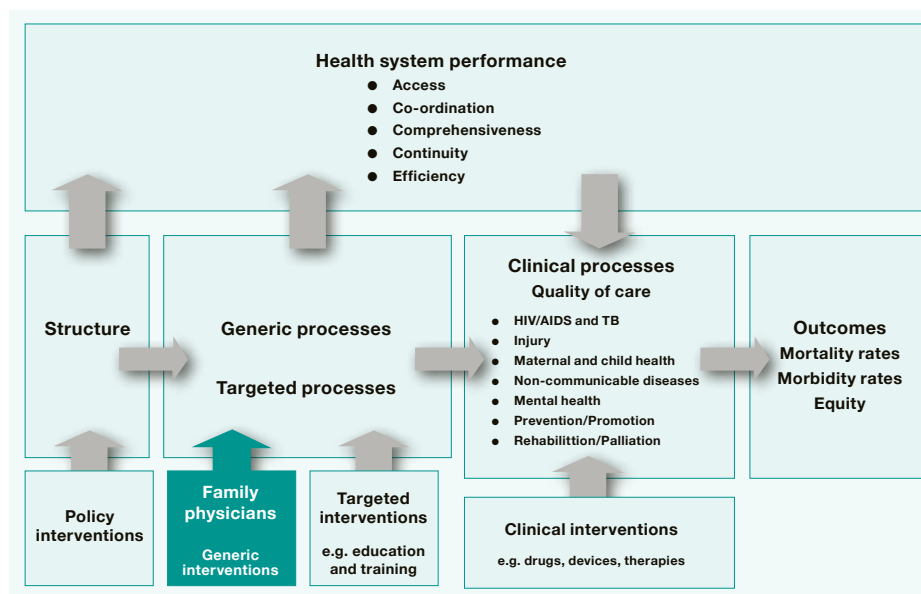 Health system performance
● Access
● Co-ordination
● Comprehensiveness
● Continuity
● Efficiency
Structure
Generic processes
Targeted processes
Clinical processes
Quality of care
● HIV/AIDS and TB
● Injury
● Maternal and child health
● Non-communicable diseases
● Mental health
● Prevention/Promotion
● Rehabilittion/Palliation
Outcomes
Mortality rates
Morbidity rates
Equity
Policy
interventions
Family
physicians
Generic
interventions
Targeted
interventions
e.g. education
and training
Clinical interventions
e.g. drugs, devices, therapies